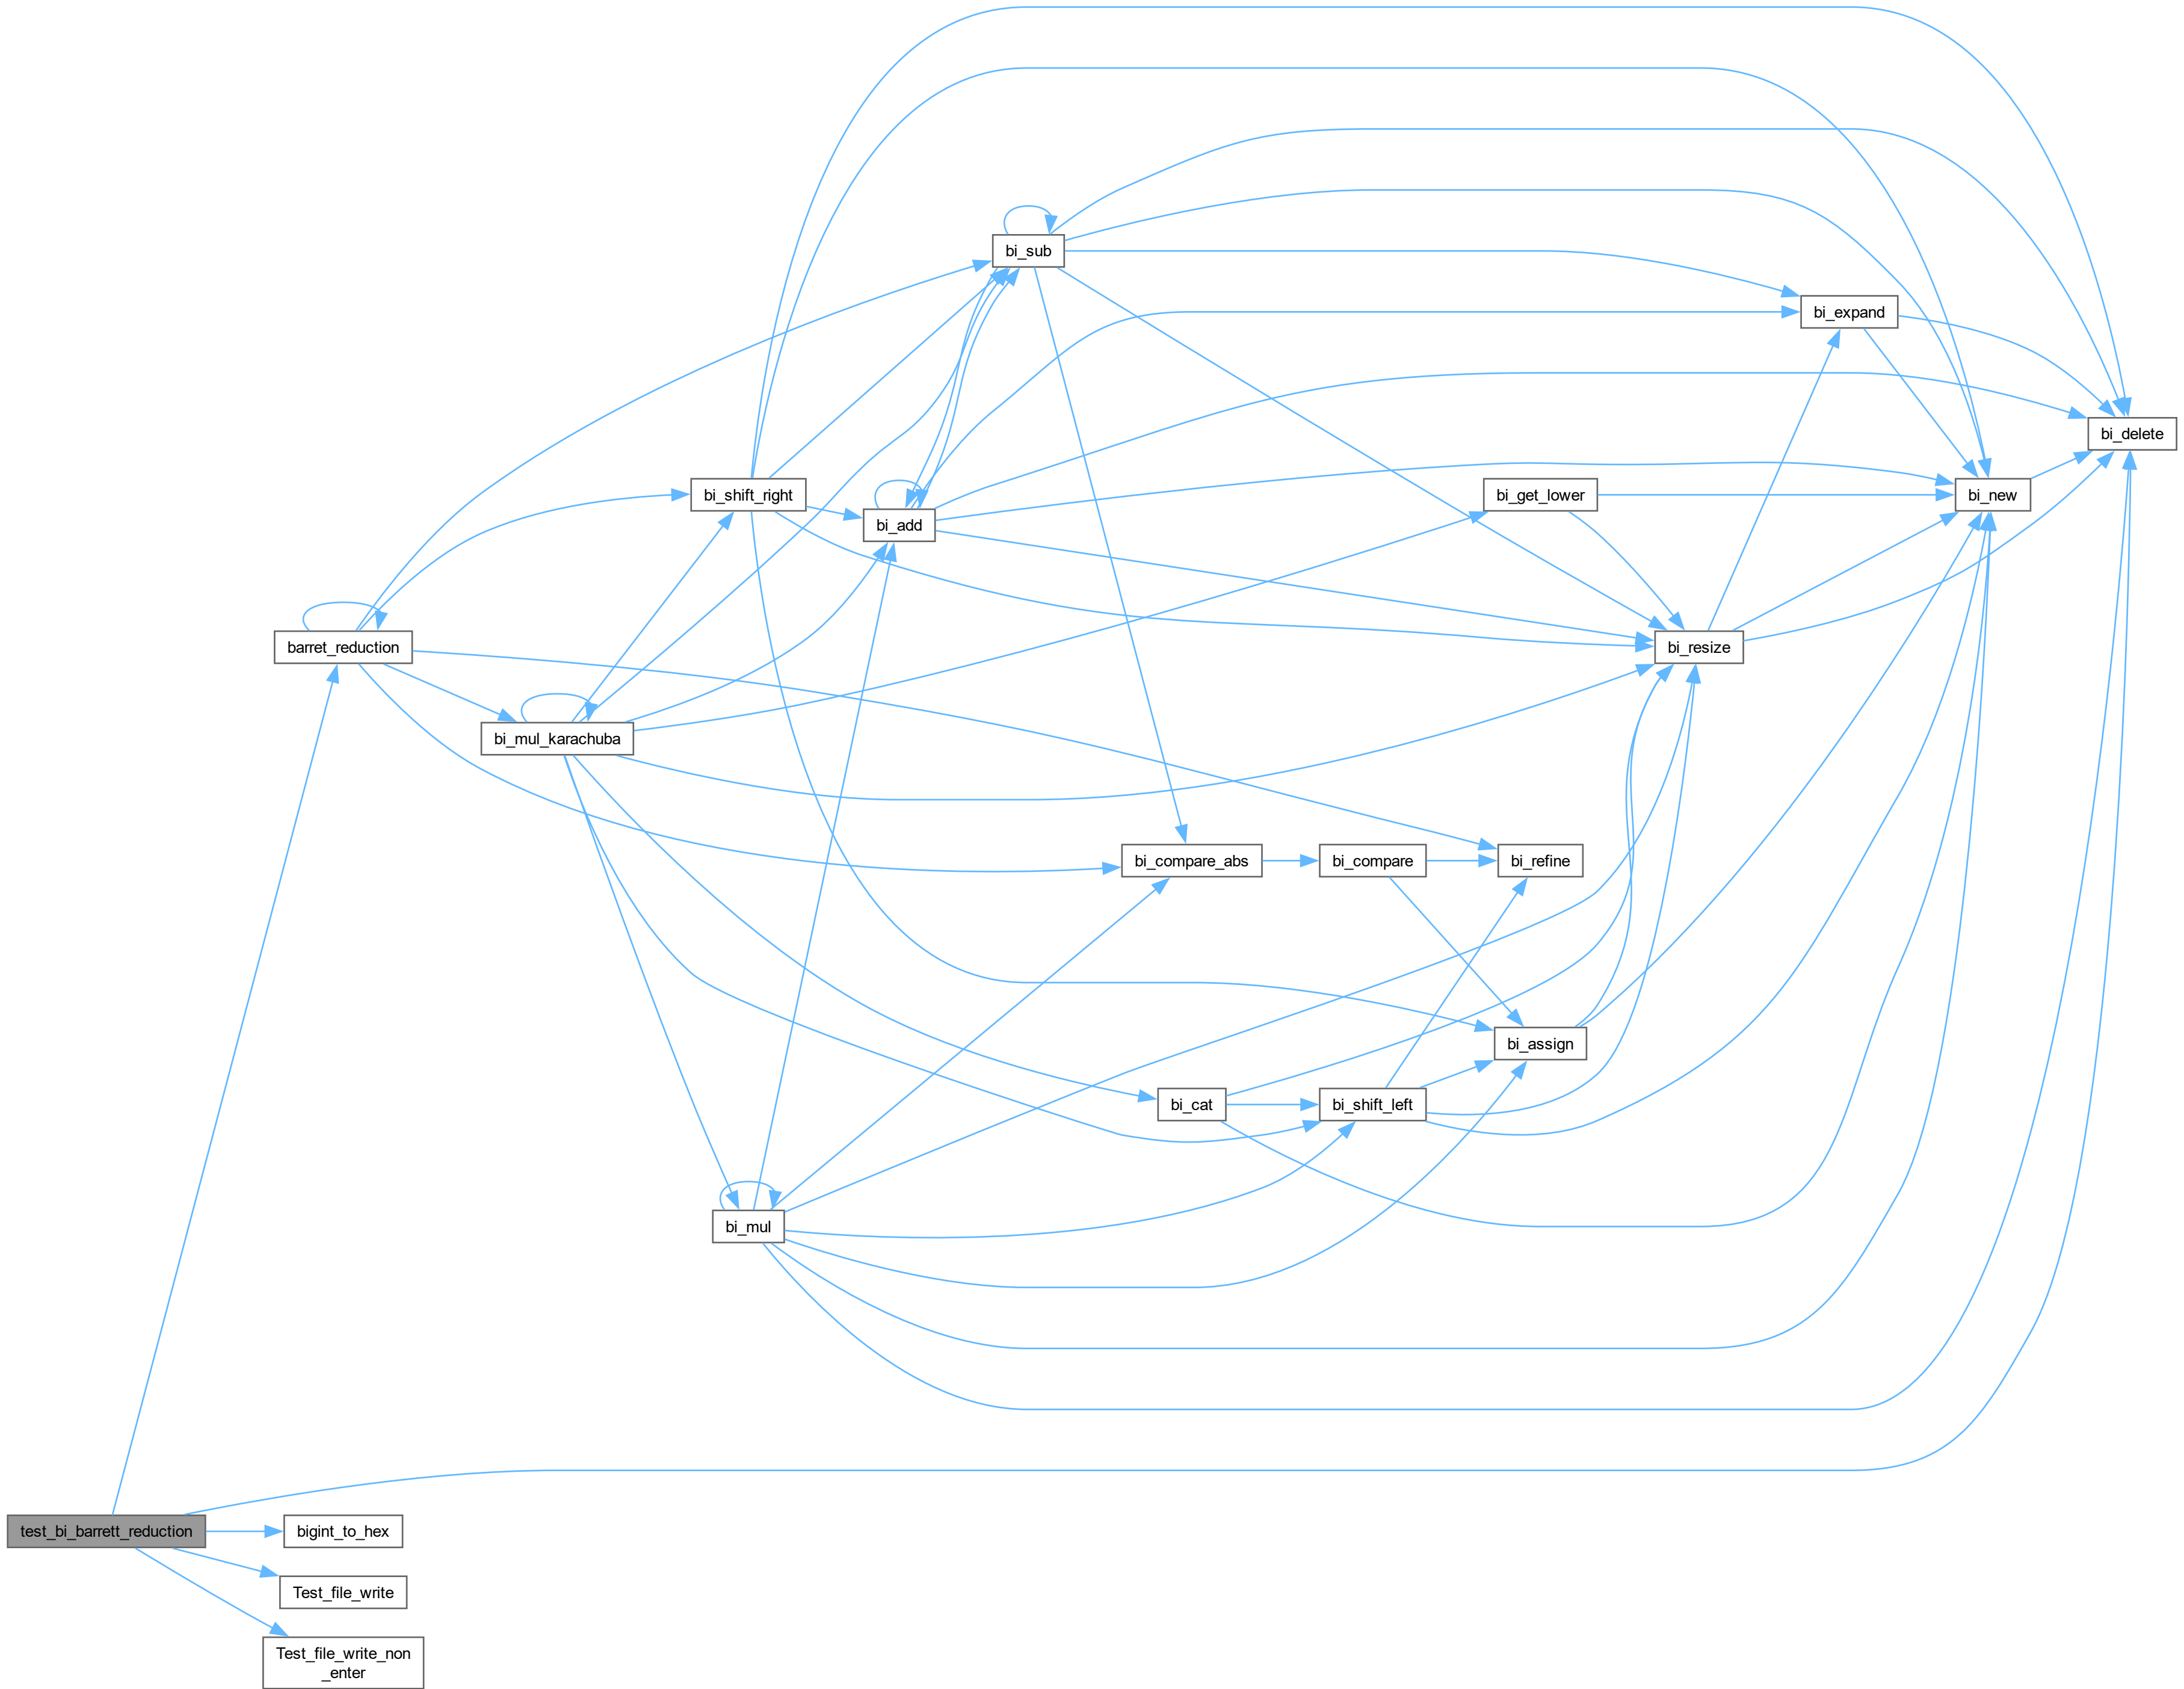 bi_sub
bi_expand
bi_delete
bi_shift_right
bi_get_lower
bi_new
bi_add
barret_reduction
bi_resize
bi_mul_karachuba
bi_compare_abs
bi_compare
bi_refine
bi_assign
bi_cat
bi_shift_left
bi_mul
test_bi_barrett_reduction
bigint_to_hex
Test_file_write
Test_file_write_non
_enter